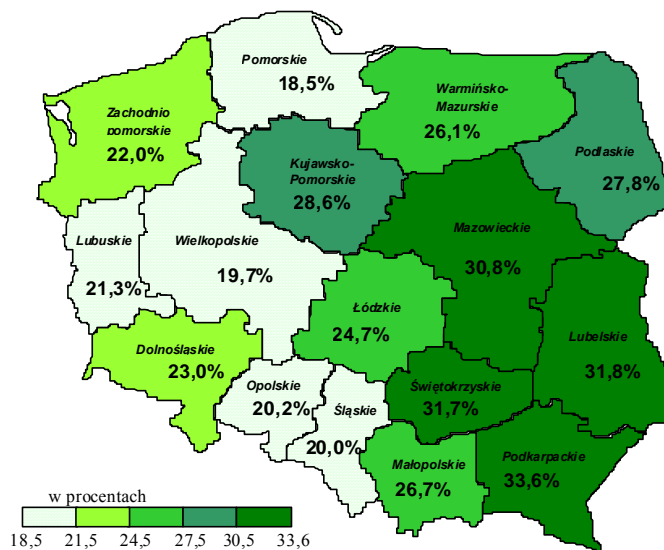 Pomorskie
18,5%
Warmińsko-
Mazurskie
26,1%
Zachodnio
pomorskie
22,0%
Podlaskie
27,8%
Kujawsko-
Pomorskie
28,6%
Mazowieckie
30,8%
Lubuskie
21,3%
Wielkopolskie
19,7%
Łódzkie
24,7%
Lubelskie
31,8%
Dolnośląskie
23,0%
Opolskie
20,2%
Śląskie
20,0%
Świętokrzyskie
31,7%
Małopolskie
26,7%
Podkarpackie
33,6%
w procentach
18,5 21,5 24,5 27,5 30,5 33,6